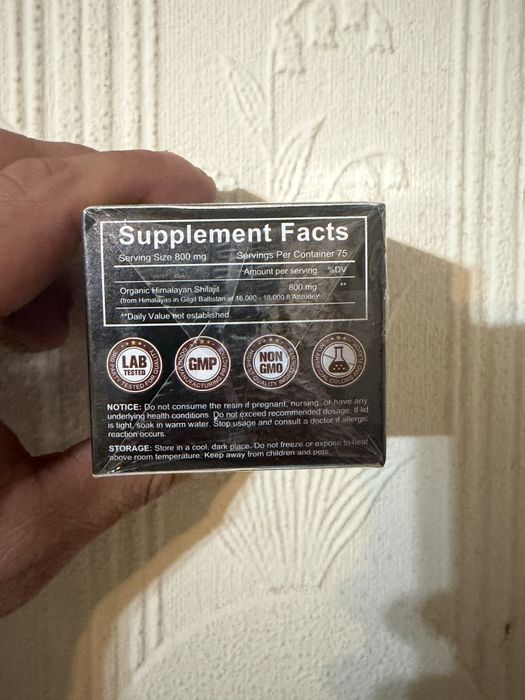 Supplement Facts
Serving Size 800 mg Servings Per Container 75
Amount per serving %DV
Organic Himalayan Shilajit 800 mg **
(from Himalayas in Gilgit Baltistan at 16,000 - 18,000 ft Altitude)
**Daily Value not established.
LAB
TESTED
GMP
NON
GMO
NOTICE: Do not consume the resin if pregnant, nursing, or have any
underlying health conditions. Do not exceed recommended dosage. If lid
is tight, soak in warm water. Stop usage and consult a doctor if allergic
reaction occurs.
STORAGE: Store in a cool, dark place. Do not freeze or expose to heat
above room temperature. Keep away from children and pets.